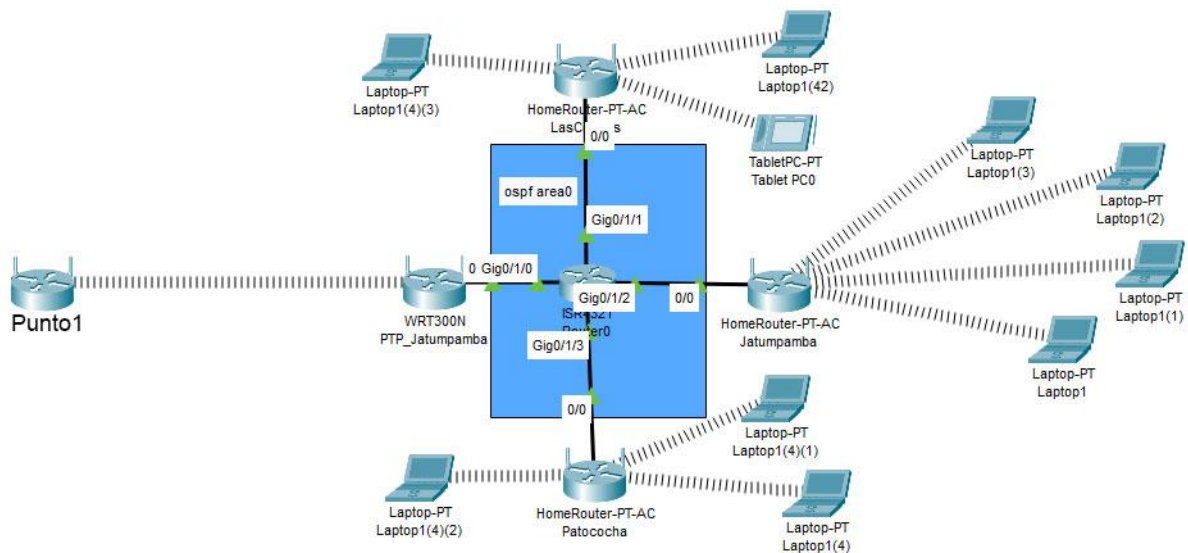 Laptop-PT
Laptop1(4)(3)
HomeRouter-PT-AC
Laptop-PT
Laptop1(42)
0/0
TabletPC-PT
Tablet PC0
Laptop-PT
Laptop1(3)
Laptop-PT
Laptop1(2)
ospf area0
Gig0/1/1
Punto1
WRT300N
PTP_Jatumpamba
0
Gig0/1/0
Gig0/1/2
0/0
HomeRouter-PT-AC
Jatumpamba
Laptop-PT
Laptop1(1)
Laptop-PT
Laptop1
Gig0/1/3
0/0
Laptop-PT
Laptop1(4)(1)
Laptop-PT
Laptop1(4)(2)
HomeRouter-PT-AC
Patococha
Laptop-PT
Laptop1(4)